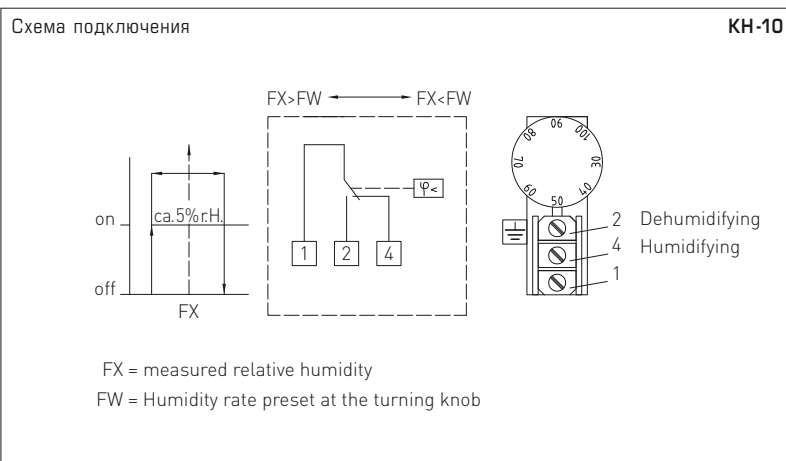 Схема подключения
KH-10
FX>FW FX<FW
on
ca.5% r.H.
off
FX
φ<
1 2 4
30
40
50
60
70
80
90
100
2 Dehumidifying
4 Humidifying
1
FX = measured relative humidity
FW = Humidity rate preset at the turning knob